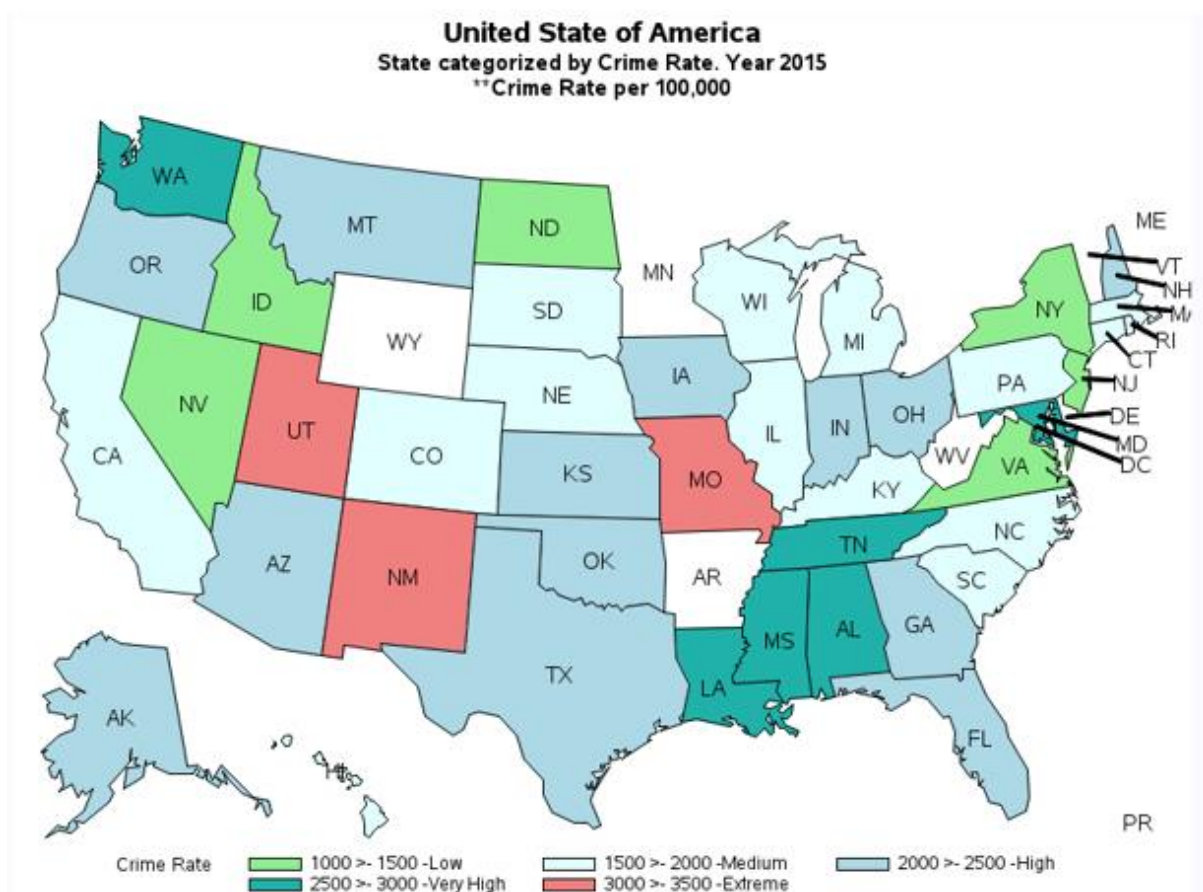 United State of America
State categorized by Crime Rate. Year 2015
**Crime Rate per 100,000
WA
MT
ND
ME
OR
MN
VT
ID
SD
WI
NY
NH
WY
MI
MA
RI
NE
IA
PA
CT
NV
NJ
UT
CO
IL
IN
OH
DE
CA
KS
MO
WV
MD
VA
DC
KY
NC
AZ
NM
OK
AR
TN
SC
MS
AL
GA
TX
LA
AK
FL
HI
PR
Crime Rate
1000 >- 1500 -Low
1500 >- 2000 -Medium
2000 >- 2500 -High
2500 >- 3000 -Very High
3000 >- 3500 -Extreme